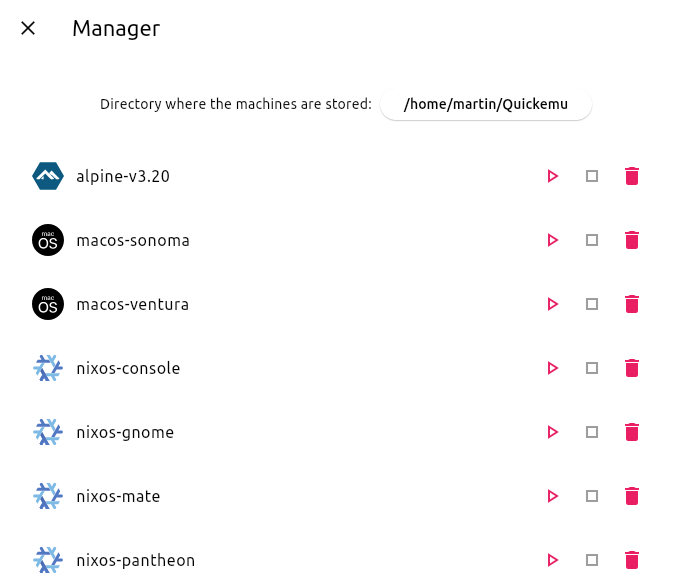 Manager
Directory where the machines are stored: /home/martin/Quickemu
alpine-v3.20
mac OS macos-sonoma
mac OS macos-ventura
nixos-console
nixos-gnome
nixos-mate
nixos-pantheon